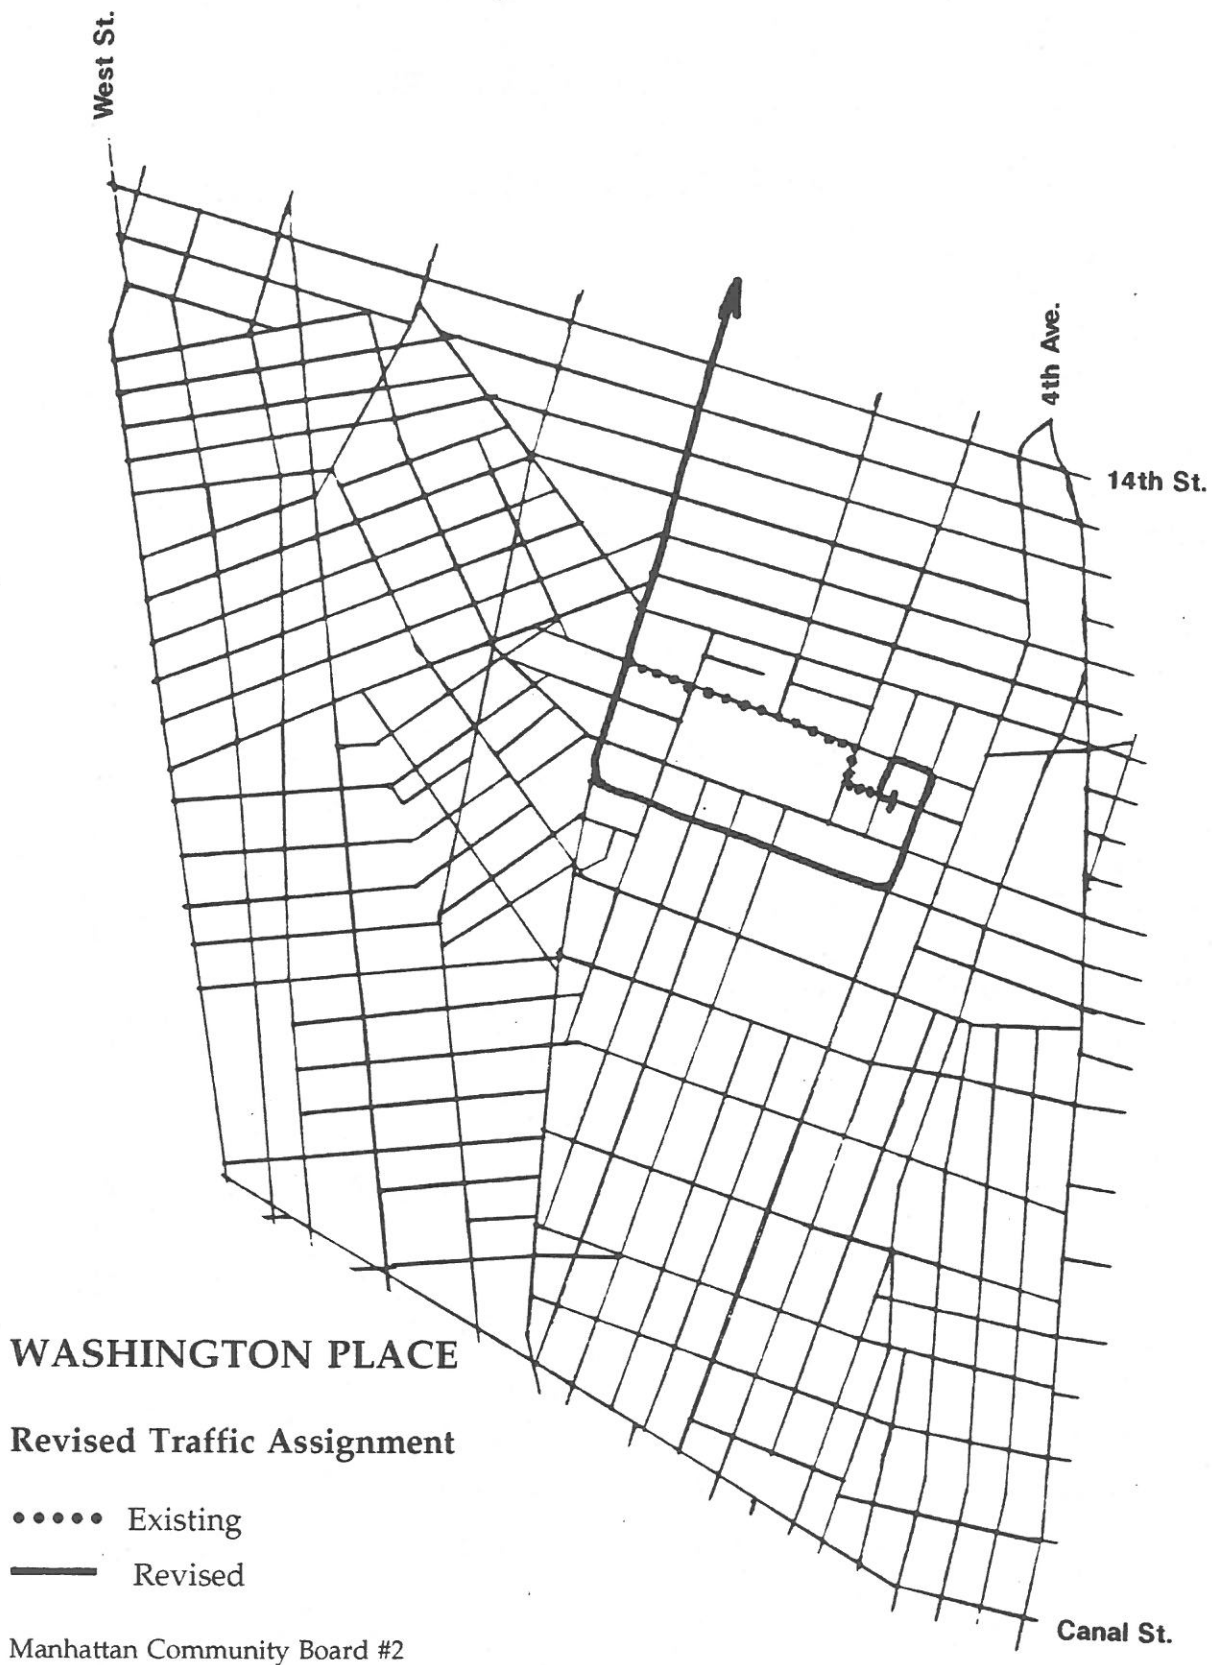 West St.
4th Ave.
14th St.
WASHINGTON PLACE
Revised Traffic Assignment
Existing
Revised
Canal St.
Manhattan Community Board #2